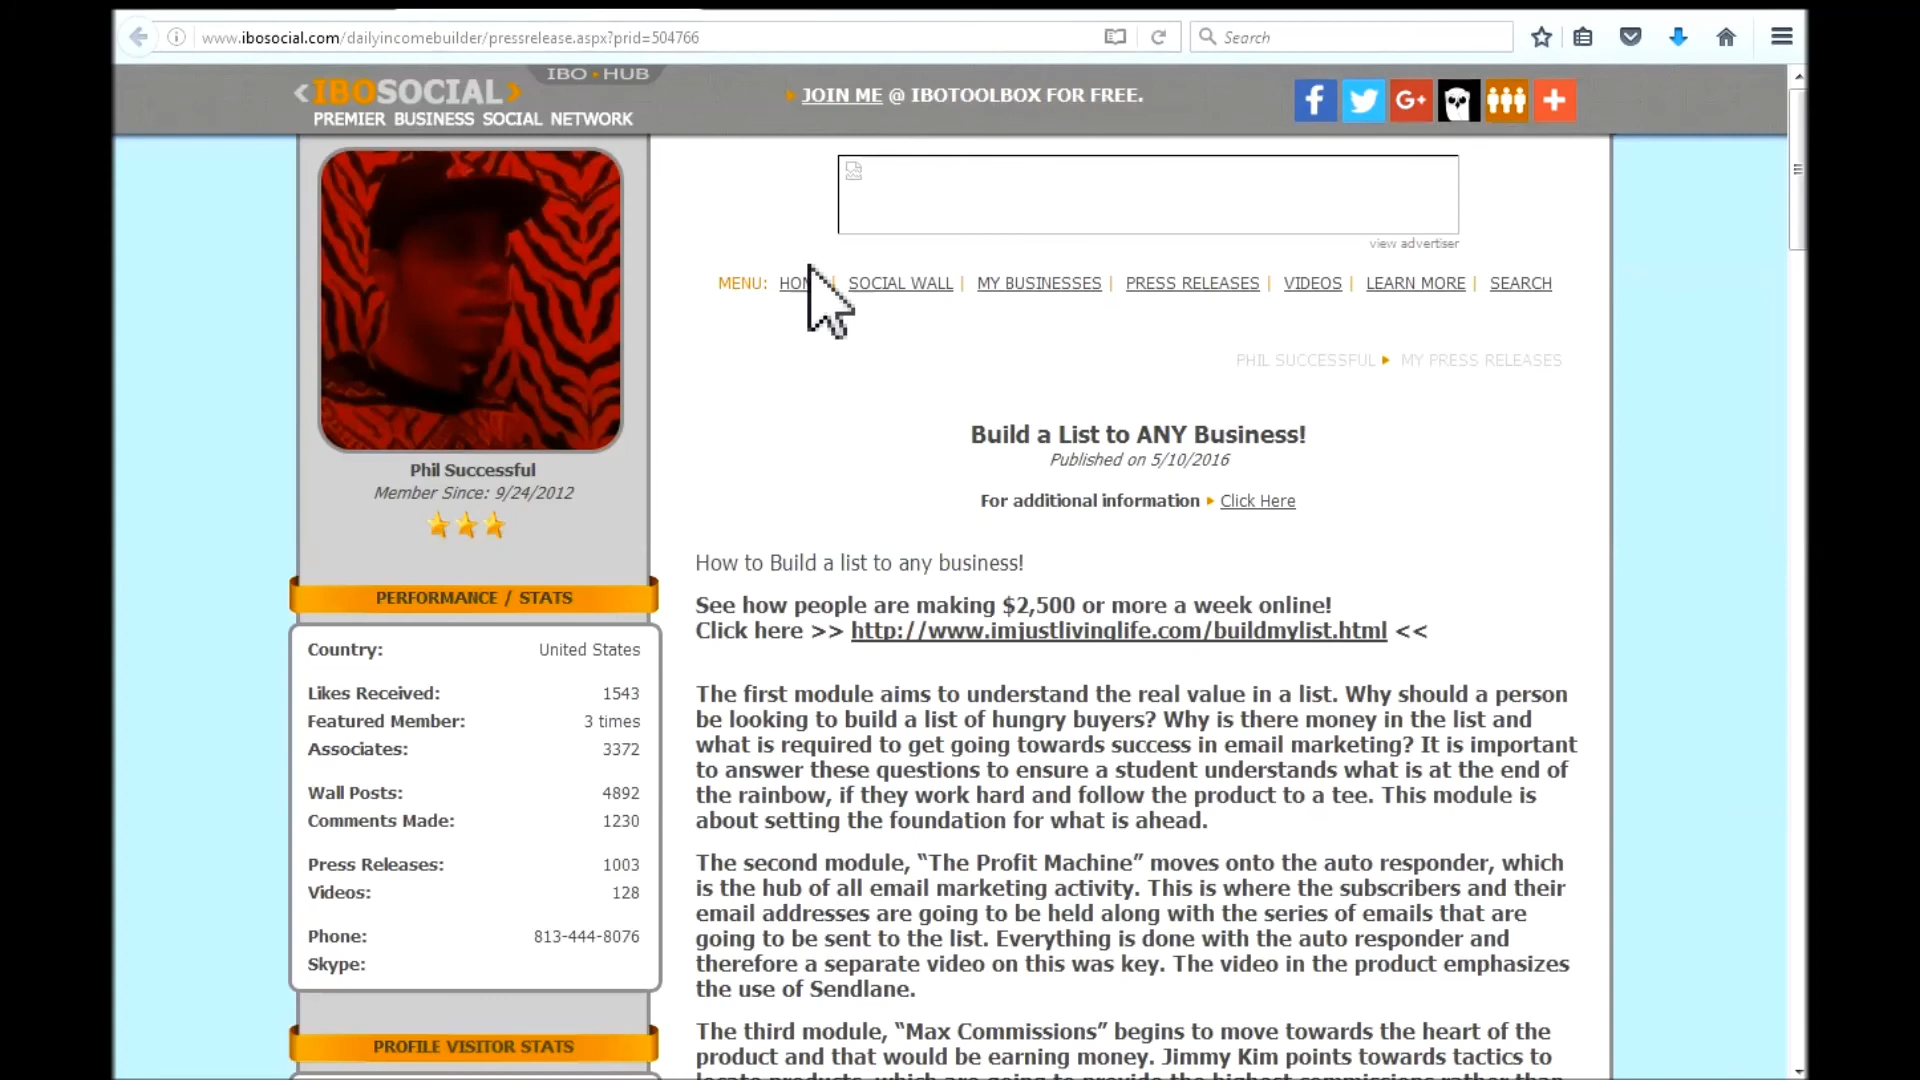 www.ibosocial.com/dailyincomebuilder/pressrelease.aspx?prid=504766
Search
IBO HUB
<IBOSOCIAL>
PREMIER BUSINESS SOCIAL NETWORK
JOIN ME @ IBOTOOLBOX FOR FREE.
view advertiser
MENU: | SOCIAL WALL | MY BUSINESSES | PRESS RELEASES | VIDEOS | LEARN MORE | SEARCH
PHIL SUCCESSFUL MY PRESS RELEASES
Phil Successful
Member Since: 9/24/2012
PERFORMANCE / STATS
Country: United States
Likes Received: 1543
Featured Member: 3 times
Associates: 3372
Wall Posts: 4892
Comments Made: 1230
Press Releases: 1003
Videos: 128
Phone: 813-444-8076
Skype:
PROFILE VISITOR STATS
Build a List to ANY Business!
Published on 5/10/2016
For additional information Click Here
How to Build a list to any business!
See how people are making $2,500 or more a week online!
Click here >> http://www.imjustlivinglife.com/buildmylist.html <<
The first module aims to understand the real value in a list. Why should a person
be looking to build a list of hungry buyers? Why is there money in the list and
what is required to get going towards success in email marketing? It is important
to answer these questions to ensure a student understands what is at the end of
the rainbow, if they work hard and follow the product to a tee. This module is
about setting the foundation for what is ahead.
The second module, “The Profit Machine” moves onto the auto responder, which
is the hub of all email marketing activity. This is where the subscribers and their
email addresses are going to be held along with the series of emails that are
going to be sent to the list. Everything is done with the auto responder and
therefore a separate video on this was key. The video in the product emphasizes
the use of Sendlane.
The third module, “Max Commissions” begins to move towards the heart of the
product and that would be earning money. Jimmy Kim points towards tactics to